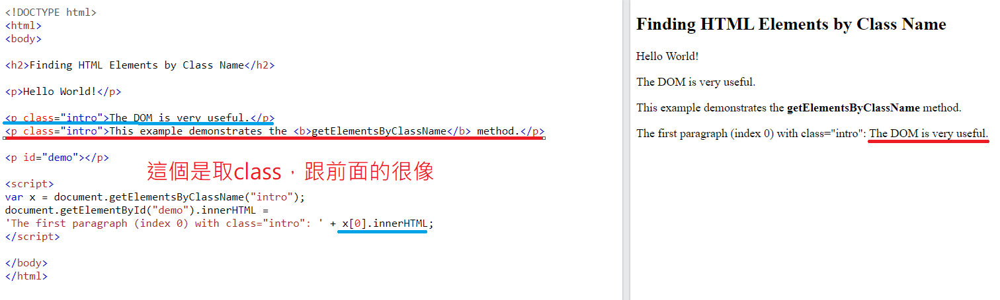 <!DOCTYPE html>
<html>
<body>
<h2>Finding HTML Elements by Class Name</h2>
<p>Hello World!</p>
<p class="intro">The DOM is very useful.</p>
<p class="intro">This example demonstrates the <b>getElementsByClassName</b> method.</p>
<p id="demo"></p>
這個是取class，跟前面的很像
<script>
var x = document.getElementsByClassName("intro");
document.getElementById("demo").innerHTML =
'The first paragraph (index 0) with class="intro": ' + x[0].innerHTML;
</script>
</body>
</html>
Finding HTML Elements by Class Name
Hello World!
The DOM is very useful.
This example demonstrates the getElementsByClassName method.
The first paragraph (index 0) with class="intro": The DOM is very useful.